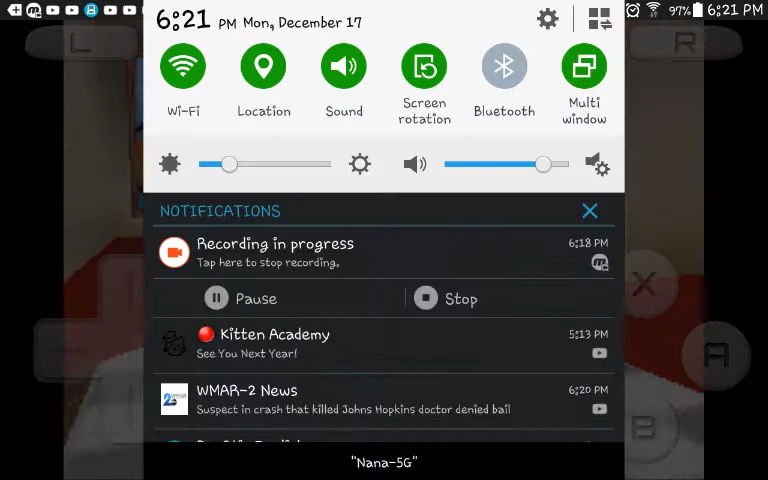 97% 6:21 PM
6:21 PM Mon, December 17
L
R
Wi-Fi
Location
Sound
Screen rotation
Bluetooth
Multi window
NOTIFICATIONS
Recording in progress
6:18 PM
Tap here to stop recording.
Pause
Stop
X
Kitten Academy
5:13 PM
See You Next Year!
A
WMAR-2 News
6:20 PM
Suspect in crash that killed Johns Hopkins doctor denied bail
B
"Nana-5G"